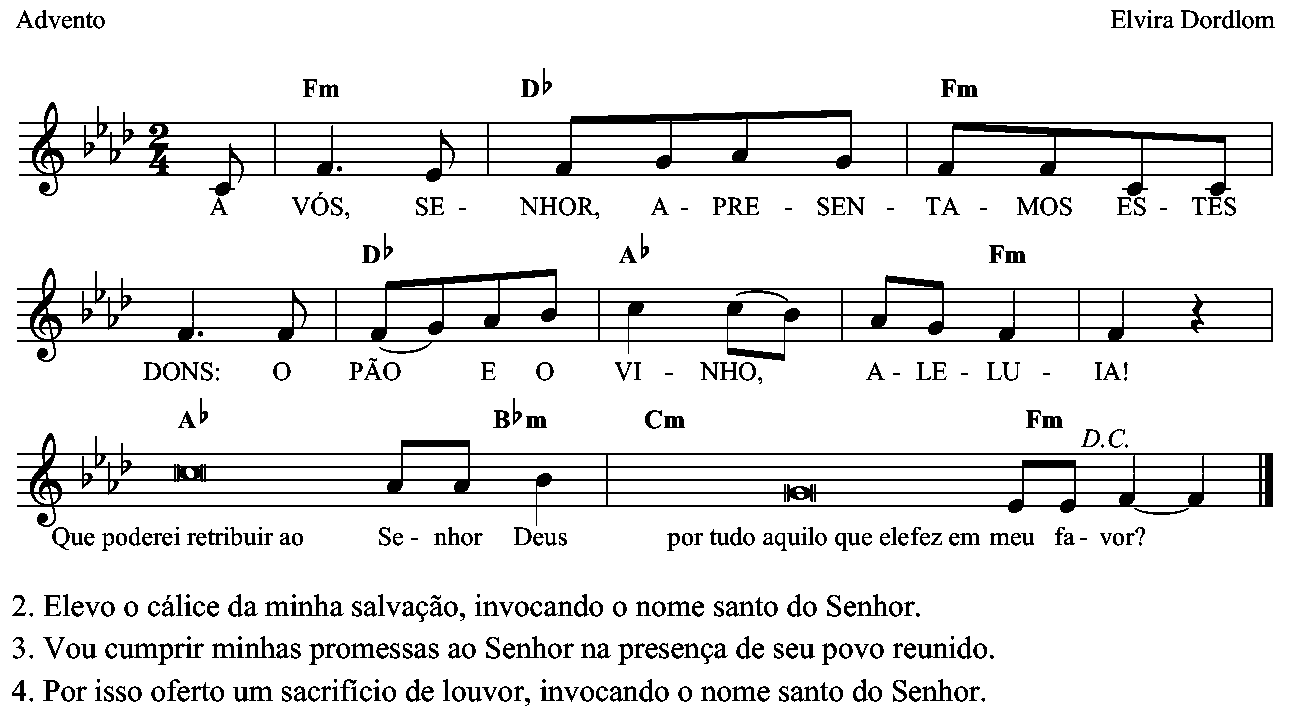 Advento Elvira Dordlom
Fm D♭ Fm
2
4
A VÓS, SE - NHOR, A - PRE - SEN - TA - MOS ES - TES
D♭ A♭ Fm
DONS: O PÃO E O VI - NHO, A - LE - LU - IA!
A♭ B♭m Cm Fm
D.C.
Que poderei retribuir ao Se - nhor Deus por tudo aquilo que elefez em meu fa - vor?
2. Elevo o cálice da minha salvação, invocando o nome santo do Senhor.
3. Vou cumprir minhas promessas ao Senhor na presença de seu povo reunido.
4. Por isso oferto um sacrifício de louvor, invocando o nome santo do Senhor.